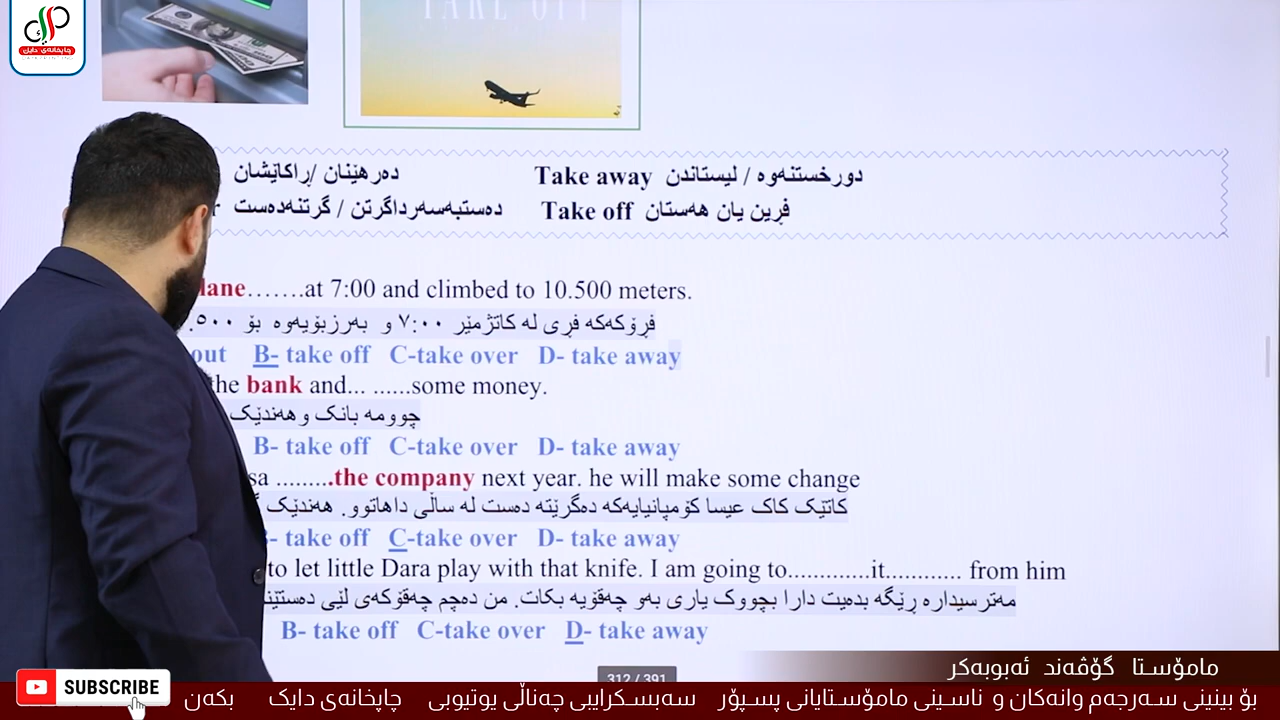 چاپخانەی دایک
TAKE OFF
دەرهێنان /ڕاکاێشان Take away دورخستنەوە / لیستاندن
r دەستبەسەرداگرتن / گرتنەدەست Take off فڕین یان هەستان
lane.......at 7:00 and climbed to 10.500 meters.
فڕۆکەکە فڕی لە کاتژمێر ٧:٠٠ و بەرزبۆیەوە بۆ ٥٠٠.
out B- take off C-take over D- take away
the bank and... ......some money.
چوومە بانک و هەندێک
B- take off C-take over D- take away
sa ..........the company next year. he will make some change
کاتێک کاک عیسا کۆمپانیایەکە دەگرێتە دەست لە ساڵی داهاتوو. هەندێک گ
- take off C-take over D- take away
to let little Dara play with that knife. I am going to.............it............ from him
مەترسیدارە ڕێگە بدەیت دارا بچووک یاری بەو چەقۆیە بکات. من دەچم چەقۆکەی لێی دەستێن
B- take off C-take over D- take away
312 / 391
مامۆستا گۆڤەند ئەبوبەکر
SUBSCRIBE
بۆ بینینی سەرجەم وانەکان و ناسینی مامۆستایانی پسپۆر سەبسکرایبی چەناڵی یوتیوبی چاپخانەی دایک بکەن